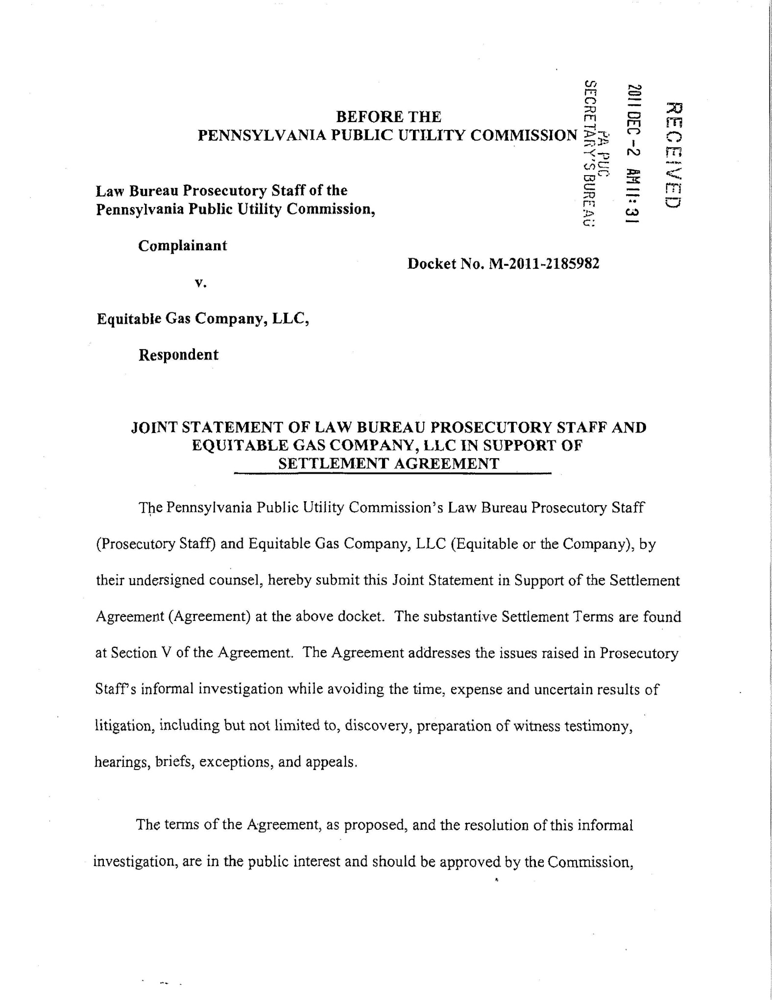 BEFORE THE
PENNSYLVANIA PUBLIC UTILITY COMMISSION
RECEIVED
2011 DEC -2 AM 11:31
PA PUC
SECRETARY'S BUREAU
Law Bureau Prosecutory Staff of the
Pennsylvania Public Utility Commission,
Complainant
Docket No. M-2011-2185982
v.
Equitable Gas Company, LLC,
Respondent
JOINT STATEMENT OF LAW BUREAU PROSECUTORY STAFF AND
EQUITABLE GAS COMPANY, LLC IN SUPPORT OF
SETTLEMENT AGREEMENT
The Pennsylvania Public Utility Commission's Law Bureau Prosecutory Staff
(Prosecutory Staff) and Equitable Gas Company, LLC (Equitable or the Company), by
their undersigned counsel, hereby submit this Joint Statement in Support of the Settlement
Agreement (Agreement) at the above docket. The substantive Settlement Terms are found
at Section V of the Agreement. The Agreement addresses the issues raised in Prosecutory
Staff's informal investigation while avoiding the time, expense and uncertain results of
litigation, including but not limited to, discovery, preparation of witness testimony,
hearings, briefs, exceptions, and appeals.
The terms of the Agreement, as proposed, and the resolution of this informal
investigation, are in the public interest and should be approved by the Commission,